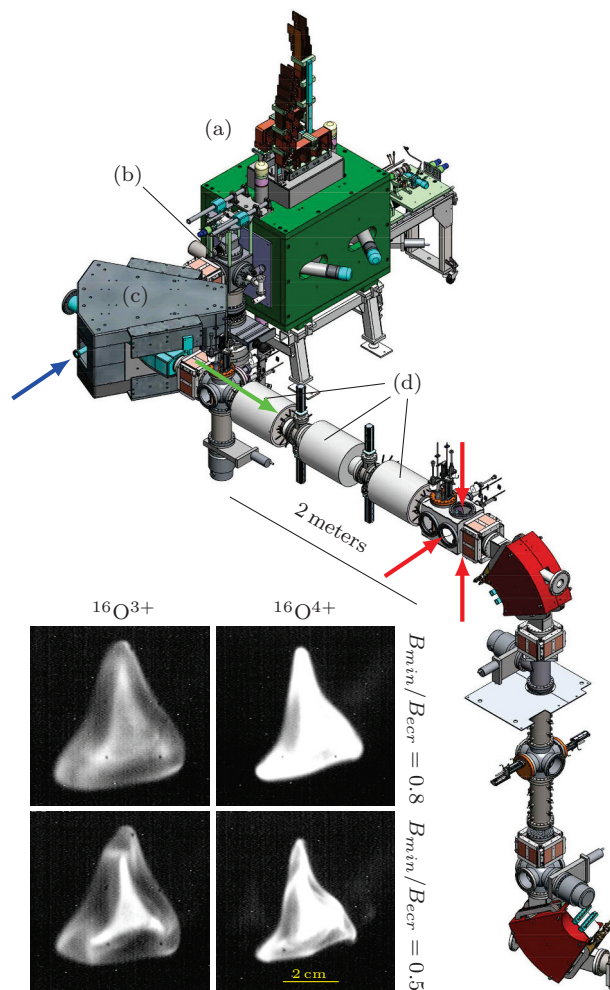 (a)
(b)
(c)
(d)
2 meters
¹⁶O³⁺ ¹⁶O⁴⁺
B_min/B_ecr = 0.8
B_min/B_ecr = 0.5
2 cm